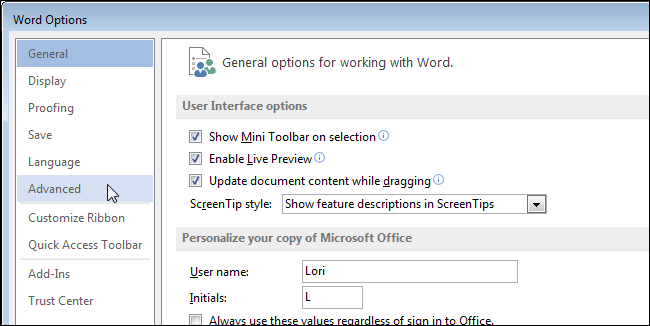 Word Options
General
Display
Proofing
Save
Language
Advanced
Customize Ribbon
Quick Access Toolbar
Add-Ins
Trust Center
General options for working with Word.
User Interface options
Show Mini Toolbar on selection
Enable Live Preview
Update document content while dragging
ScreenTip style: Show feature descriptions in ScreenTips
Personalize your copy of Microsoft Office
User name: Lori
Initials: L
Always use these values regardless of sign in to Office.